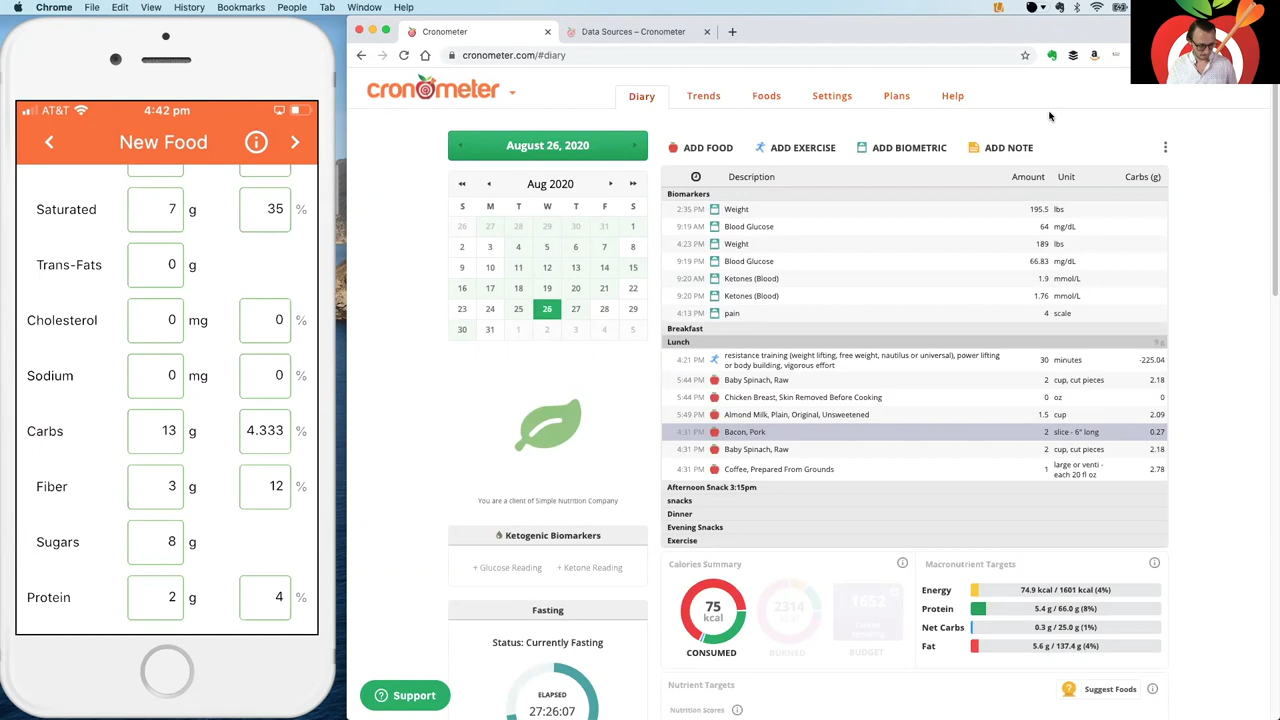 Chrome File Edit View History Bookmarks People Tab Window Help
AT&T 4:42 pm
New Food
Saturated 7 g 35 %
Trans-Fats 0 g
Cholesterol 0 mg 0 %
Sodium 0 mg 0 %
Carbs 13 g 4.333 %
Fiber 3 g 12 %
Sugars 8 g
Protein 2 g 4 %
Cronometer
Data Sources – Cronometer
cronometer.com/#diary
cronometer
Diary Trends Foods Settings Plans Help
August 26, 2020
Aug 2020
S M T W T F S
26 27 28 29 30 31 1
2 3 4 5 6 7 8
9 10 11 12 13 14 15
16 17 18 19 20 21 22
23 24 25 26 27 28 29
30 31 1 2 3 4 5
You are a client of Simple Nutrition Company
Ketogenic Biomarkers
+ Glucose Reading + Ketone Reading
Fasting
Status: Currently Fasting
ELAPSED
27:26:07
Support
ADD FOOD ADD EXERCISE ADD BIOMETRIC ADD NOTE
Description Amount Unit Carbs (g)
Biomarkers
2:35 PM Weight 195.5 lbs
9:19 AM Blood Glucose 64 mg/dL
4:23 PM Weight 189 lbs
9:19 PM Blood Glucose 66.83 mg/dL
9:20 AM Ketones (Blood) 1.9 mmol/L
9:20 PM Ketones (Blood) 1.76 mmol/L
4:13 PM pain 4 scale
Breakfast
Lunch 9 g
4:21 PM resistance training (weight lifting, free weight, nautilus or universal), power lifting 30 minutes -225.04
or body building, vigorous effort
5:44 PM Baby Spinach, Raw 2 cup, cut pieces 2.18
5:44 PM Chicken Breast, Skin Removed Before Cooking 0 oz 0
5:49 PM Almond Milk, Plain, Original, Unsweetened 1.5 cup 2.09
4:31 PM Bacon, Pork 2 slice - 6" long 0.27
4:31 PM Baby Spinach, Raw 2 cup, cut pieces 2.18
4:31 PM Coffee, Prepared From Grounds 1 large or venti - 2.78
each 20 fl oz
Afternoon Snack 3:15pm
snacks
Dinner
Evening Snacks
Exercise
Calories Summary
75
kcal
CONSUMED
BURNED
BUDGET
Macronutrient Targets
Energy 74.9 kcal / 1601 kcal (4%)
Protein 5.4 g / 66.0 g (8%)
Net Carbs .4 g / 25.0 g (1%)
Fat 5.6 g / 137.4 g (4%)
Nutrient Targets
Suggest Foods
Nutrition Scores